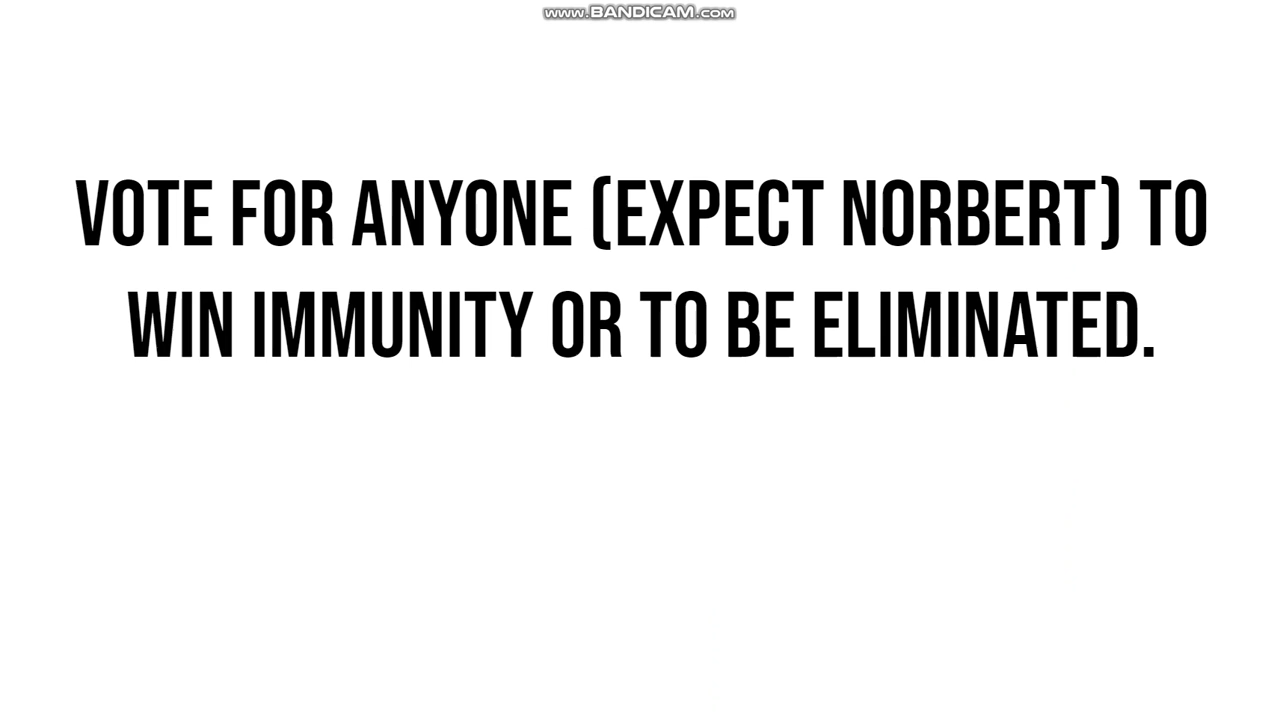 www.BANDICAM.com
VOTE FOR ANYONE (EXPECT NORBERT) TO
WIN IMMUNITY OR TO BE ELIMINATED.